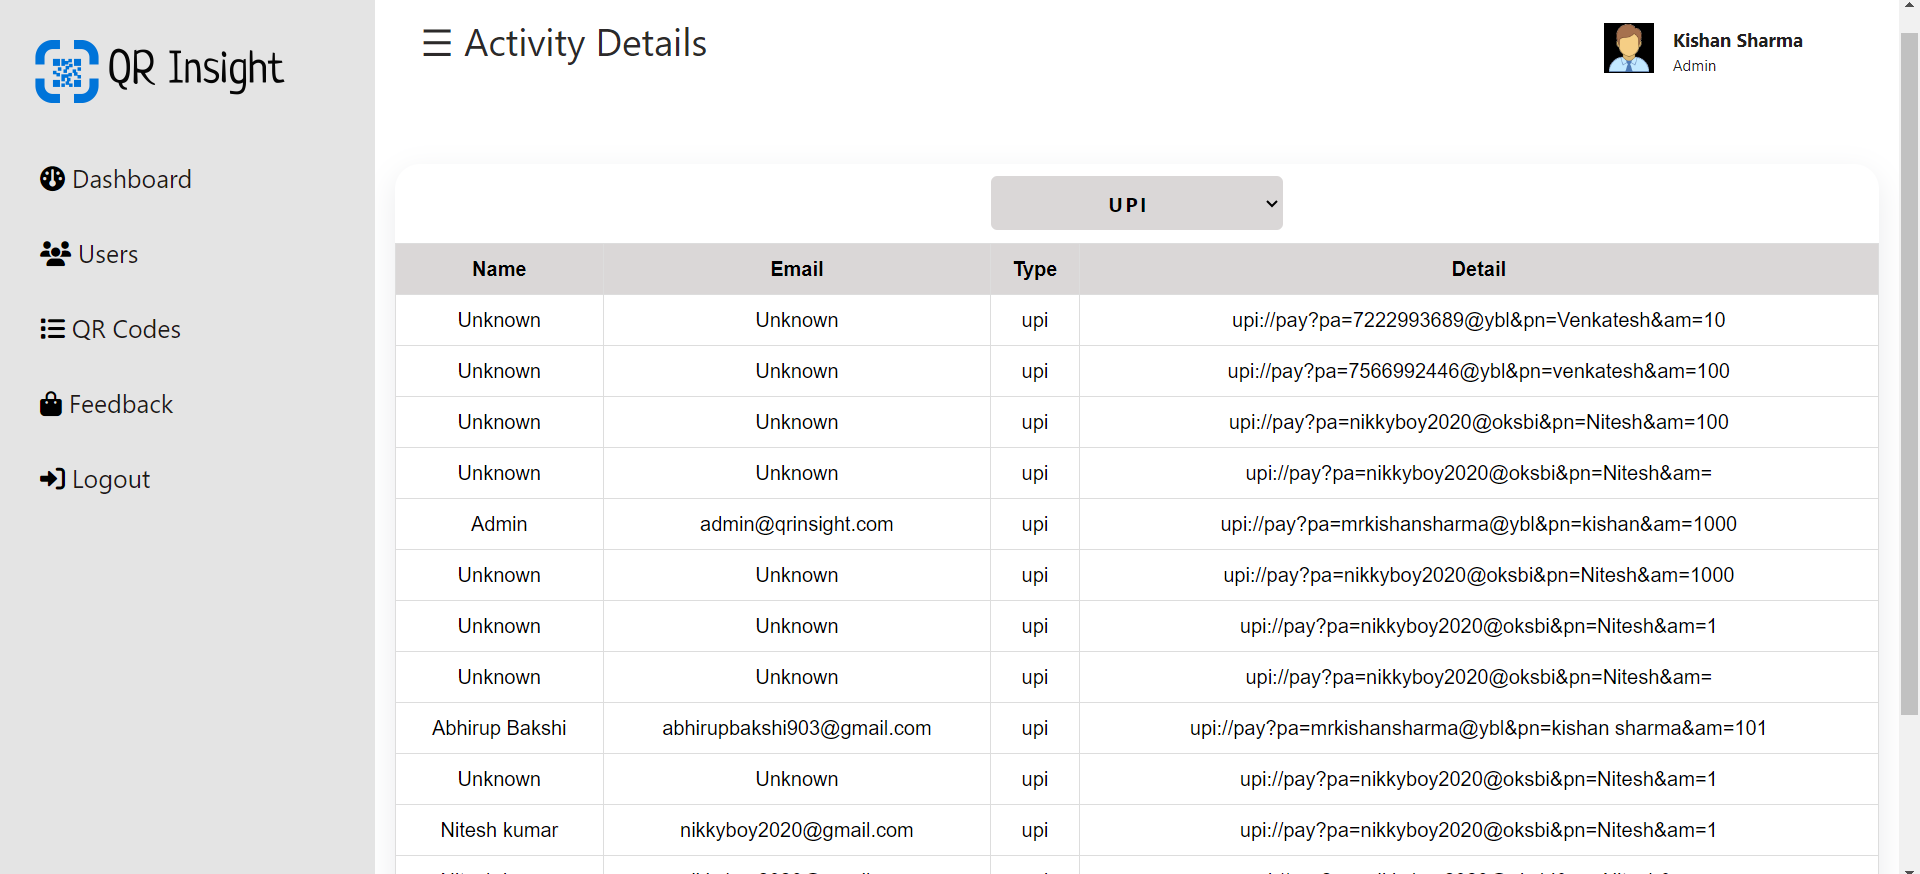 QR Insight
Dashboard
Users
QR Codes
Feedback
Logout
☰ Activity Details
Kishan Sharma
Admin
UPI
Name Email Type Detail
Unknown Unknown upi upi://pay?pa=7222993689@ybl&pn=Venkatesh&am=10
Unknown Unknown upi upi://pay?pa=7566992446@ybl&pn=venkatesh&am=100
Unknown Unknown upi upi://pay?pa=nikkyboy2020@oksbi&pn=Nitesh&am=100
Unknown Unknown upi upi://pay?pa=nikkyboy2020@oksbi&pn=Nitesh&am=
Admin admin@qrinsight.com upi upi://pay?pa=mrkishansharma@ybl&pn=kishan&am=1000
Unknown Unknown upi upi://pay?pa=nikkyboy2020@oksbi&pn=Nitesh&am=1000
Unknown Unknown upi upi://pay?pa=nikkyboy2020@oksbi&pn=Nitesh&am=1
Unknown Unknown upi upi://pay?pa=nikkyboy2020@oksbi&pn=Nitesh&am=
Abhirup Bakshi abhirupbakshi903@gmail.com upi upi://pay?pa=mrkishansharma@ybl&pn=kishan sharma&am=101
Unknown Unknown upi upi://pay?pa=nikkyboy2020@oksbi&pn=Nitesh&am=1
Nitesh kumar nikkyboy2020@gmail.com upi upi://pay?pa=nikkyboy2020@oksbi&pn=Nitesh&am=1